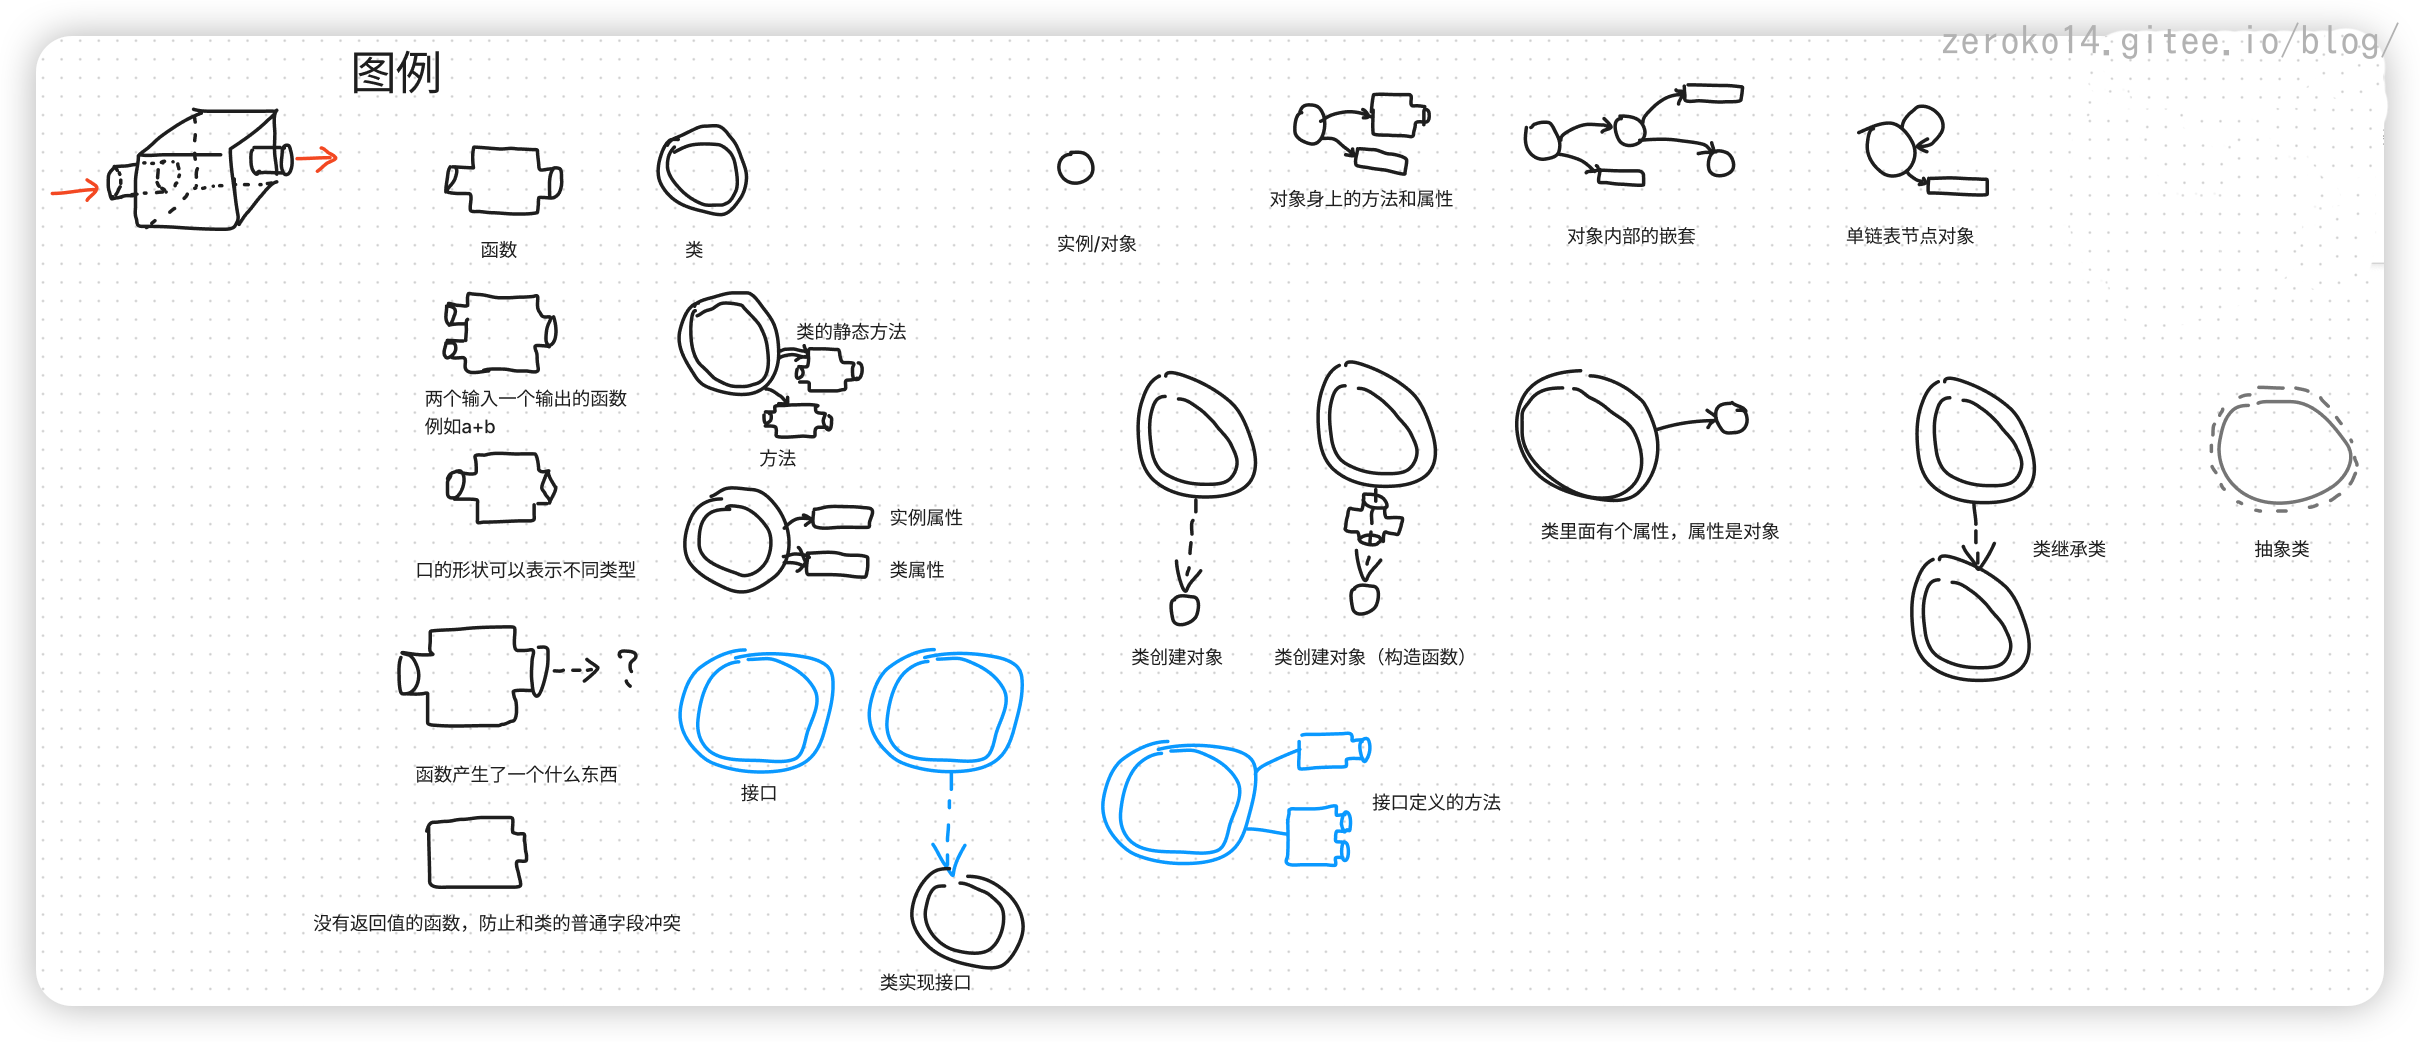 zeroko14.gitee.io/blog/
图例
函数
类
实例/对象
对象身上的方法和属性
对象内部的嵌套
单链表节点对象
两个输入一个输出的函数
例如a+b
类的静态方法
方法
口的形状可以表示不同类型
实例属性
类属性
?
函数产生了一个什么东西
接口
没有返回值的函数，防止和类的普通字段冲突
类实现接口
类创建对象
类创建对象（构造函数）
接口定义的方法
类里面有个属性，属性是对象
类继承类
抽象类